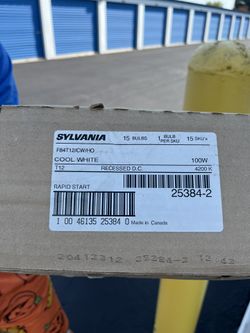 SYLVANIA 15 BULBS 1 BULB PER SKU 15 SKU's
F84T12/CW/HO
COOL WHITE 100W
T12 RECESSED D.C. 4200 K
RAPID START
25384-2
1 00 46135 25384 0 Made in Canada